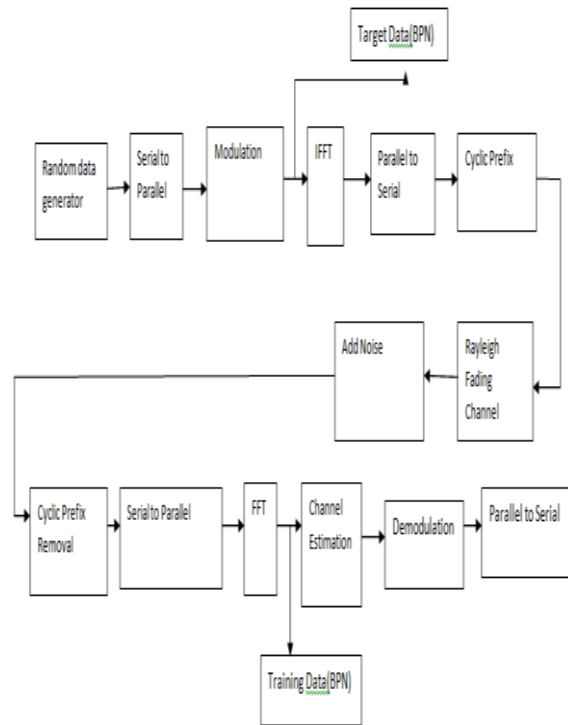 Target Data(BPN)
Random data
generator
Serial to
Parallel
Modulation
IFFT
Parallel to
Serial
Cyclic Prefix
Add Noise
Rayleigh
Fading
Channel
Cyclic Prefix
Removal
Serial to Parallel
FFT
Channel
Estimation
Demodulation
Parallel to Serial
Training Data(BPN)